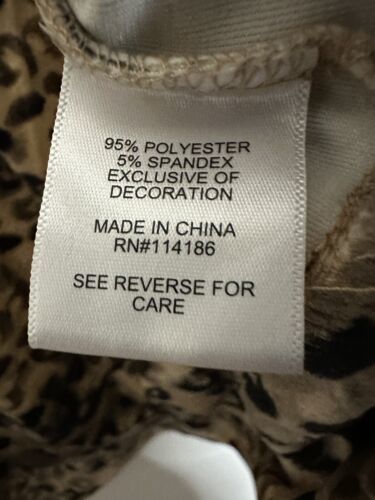 95% POLYESTER
5% SPANDEX
EXCLUSIVE OF
DECORATION
MADE IN CHINA
RN#114186
SEE REVERSE FOR
CARE